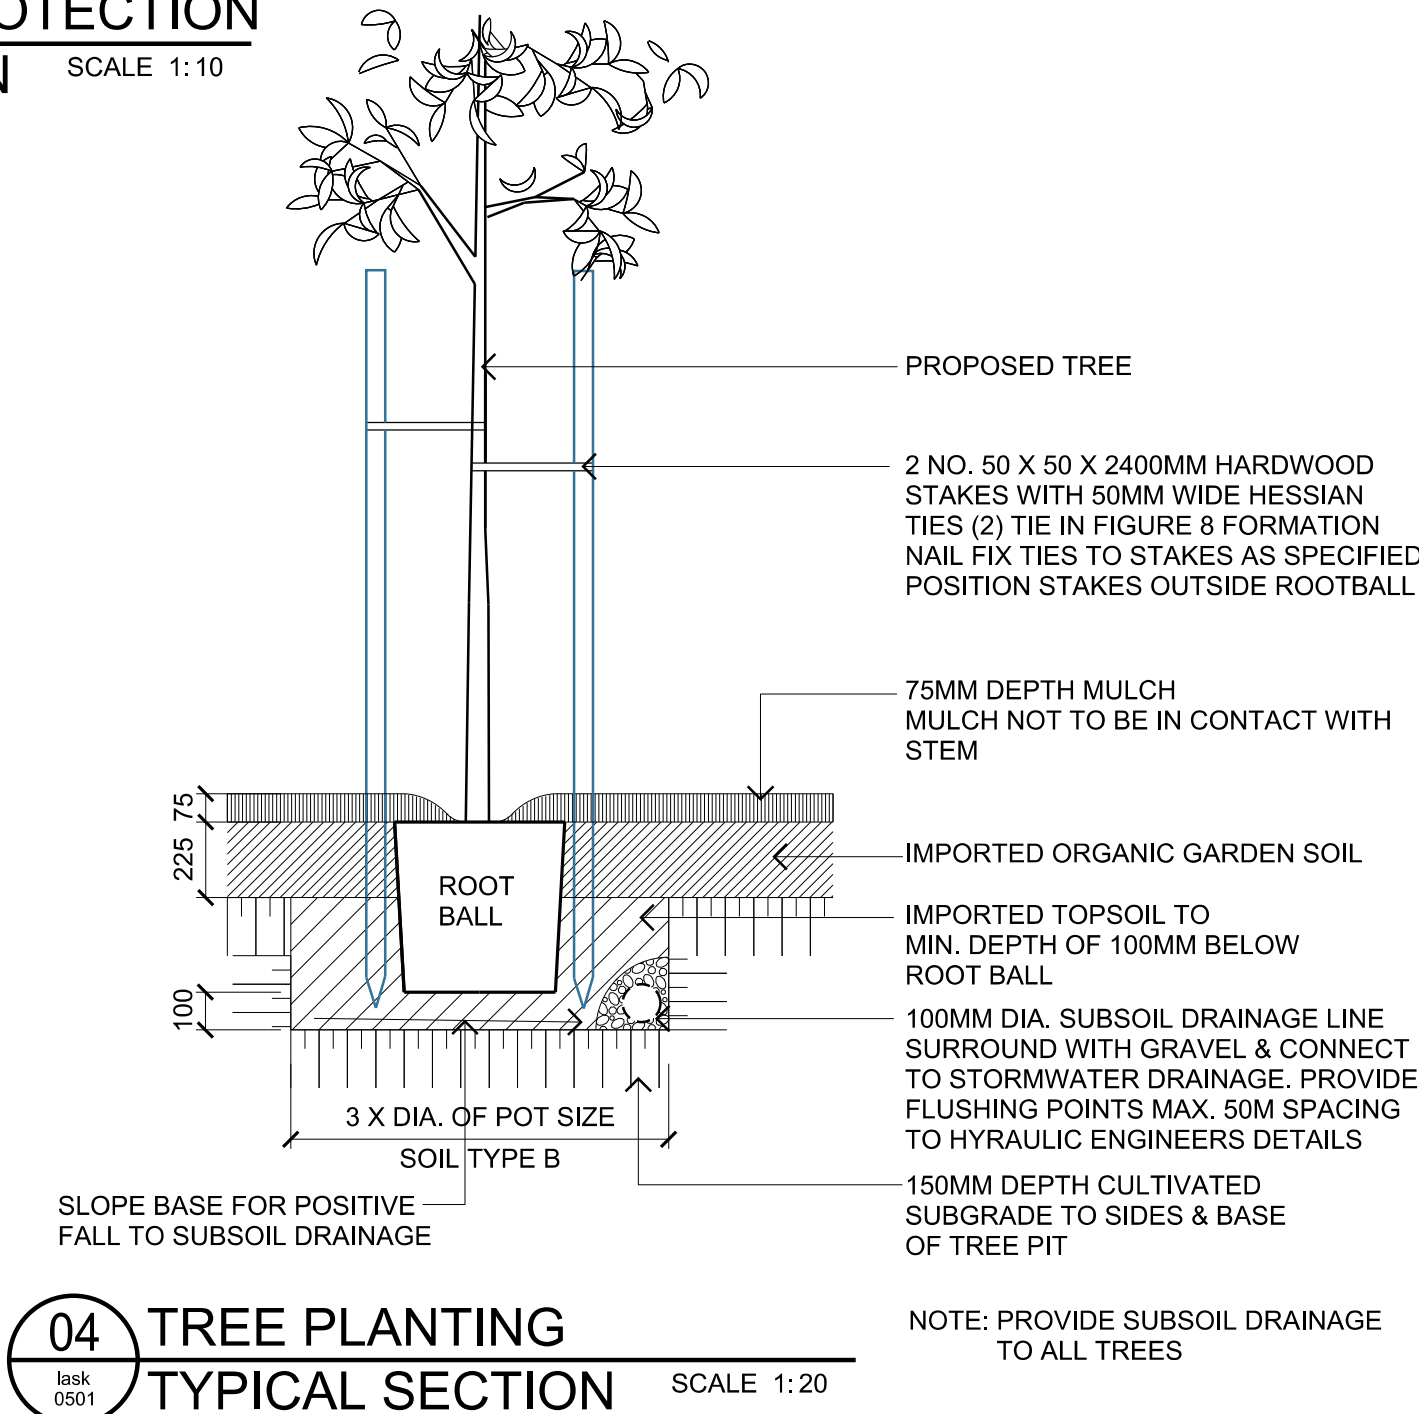 OTECTION
N
SCALE 1:10
PROPOSED TREE
2 NO. 50 X 50 X 2400MM HARDWOOD
STAKES WITH 50MM WIDE HESSIAN
TIES (2) TIE IN FIGURE 8 FORMATION
NAIL FIX TIES TO STAKES AS SPECIFIED
POSITION STAKES OUTSIDE ROOTBALL
75MM DEPTH MULCH
MULCH NOT TO BE IN CONTACT WITH
STEM
75
225
100
ROOT
BALL
IMPORTED ORGANIC GARDEN SOIL
IMPORTED TOPSOIL TO
MIN. DEPTH OF 100MM BELOW
ROOT BALL
100MM DIA. SUBSOIL DRAINAGE LINE
SURROUND WITH GRAVEL & CONNECT
TO STORMWATER DRAINAGE. PROVIDE
FLUSHING POINTS MAX. 50M SPACING
TO HYRAULIC ENGINEERS DETAILS
3 X DIA. OF POT SIZE
SOIL TYPE B
150MM DEPTH CULTIVATED
SUBGRADE TO SIDES & BASE
OF TREE PIT
SLOPE BASE FOR POSITIVE
FALL TO SUBSOIL DRAINAGE
NOTE: PROVIDE SUBSOIL DRAINAGE
TO ALL TREES
04
lask
0501
TREE PLANTING
TYPICAL SECTION
SCALE 1:20